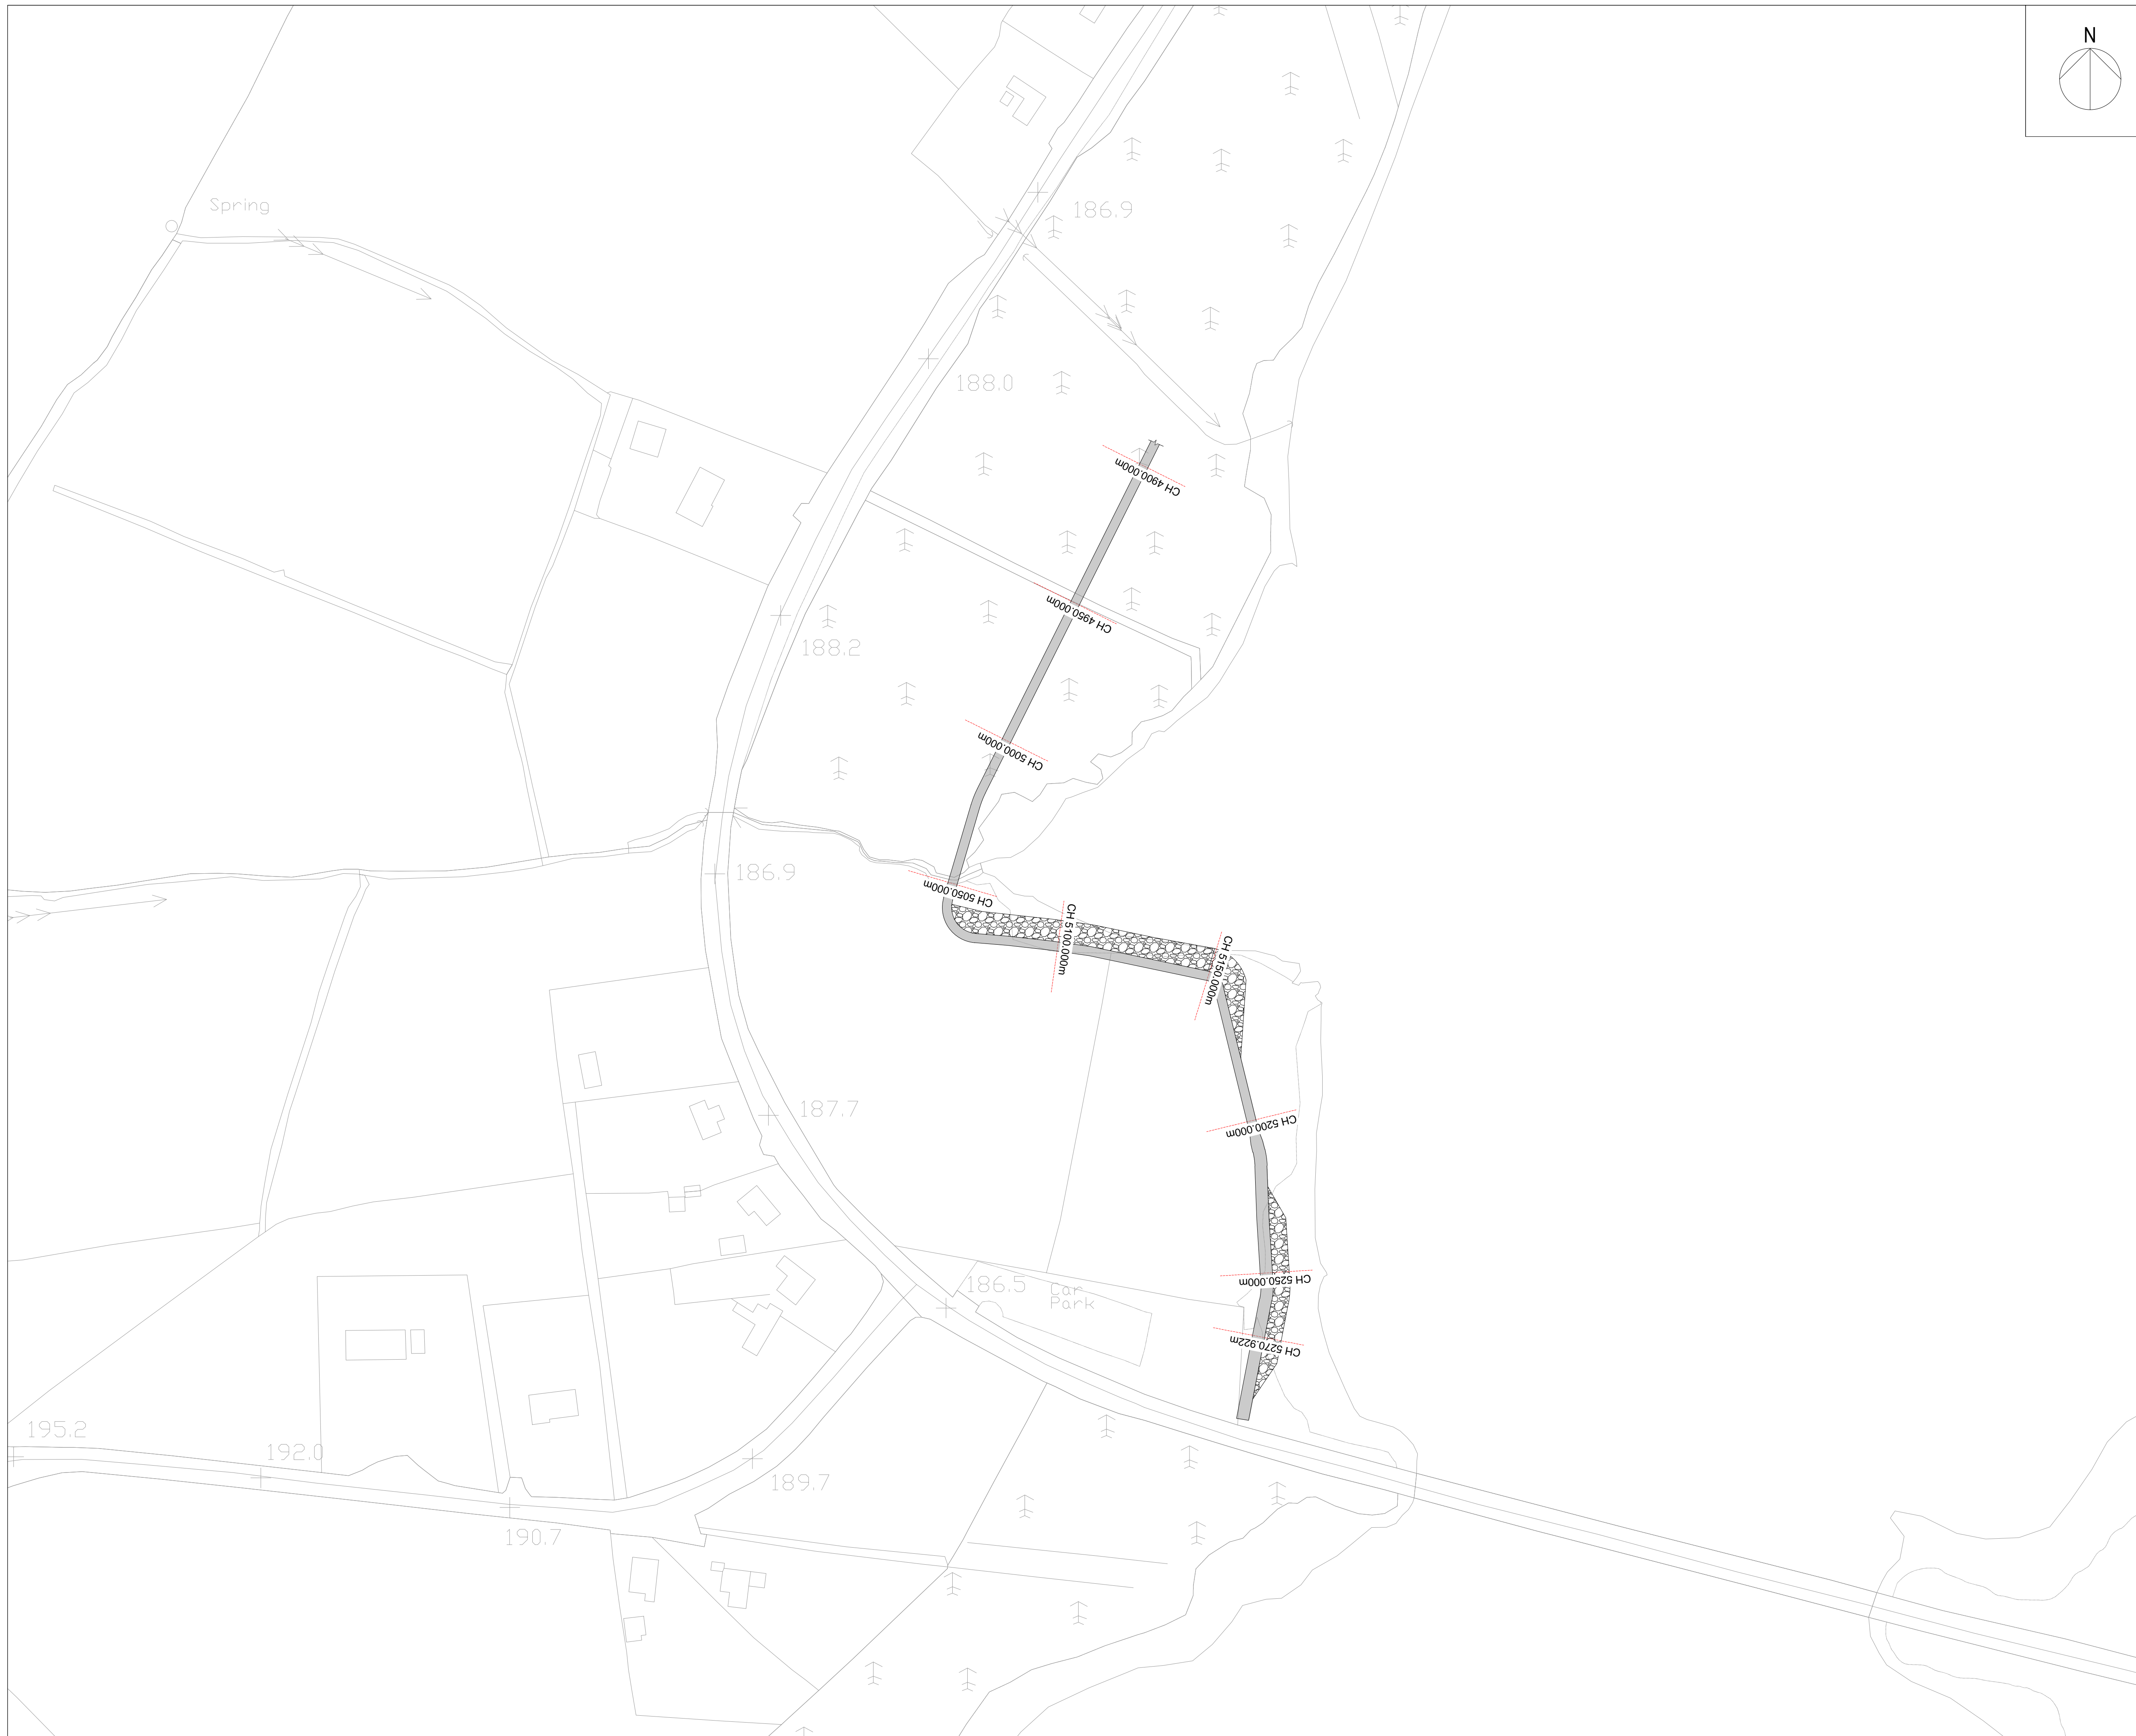 N
Spring
186.9
188.0
CH 4900.000m
CH 4950.000m
188.2
CH 5000.000m
186.9
CH 5050.000m
CH 5100.000m
CH 5150.000m
187.7
CH 5200.000m
CH 5250.000m
186.5
Car
Park
CH 5270.922m
195.2
192.0
189.7
190.7